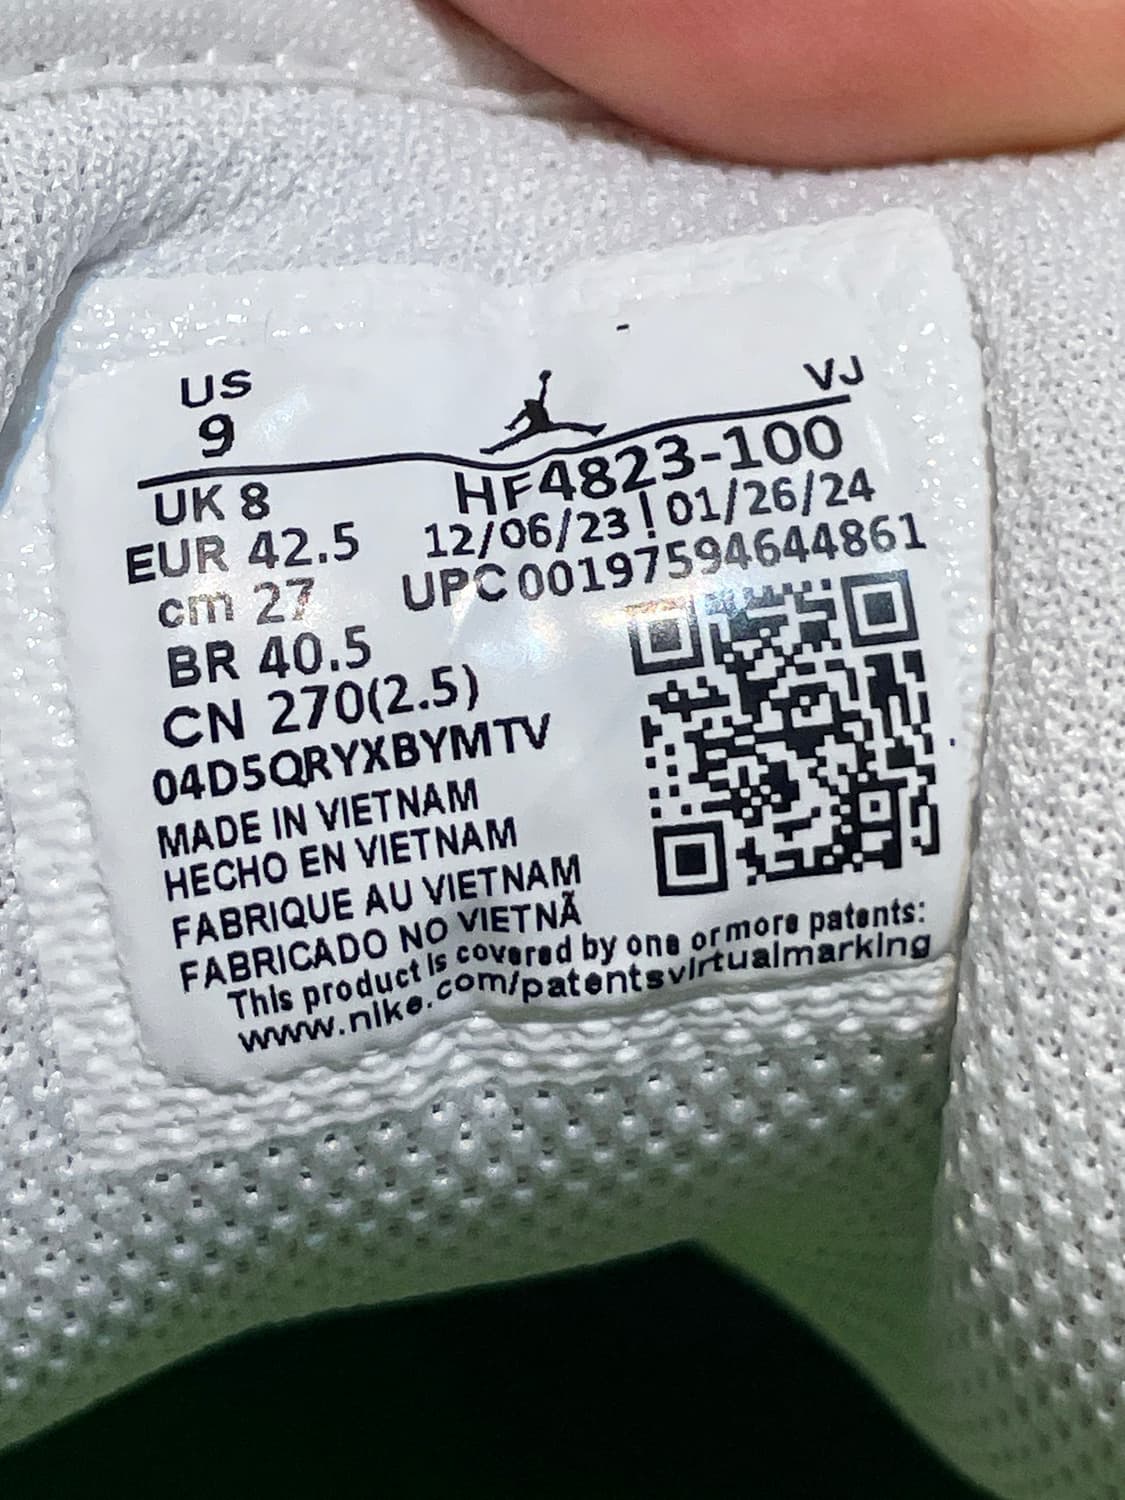 US
9
VJ
UK 8
EUR 42.5
cm 27
BR 40.5
CN 270(2.5)
HF4823-100
12/06/23 | 01/26/24
UPC 00197594644861
04D5QRYXBYMTV
MADE IN VIETNAM
HECHO EN VIETNAM
FABRIQUE AU VIETNAM
FABRICADO NO VIETNÃ
This product is covered by one or more patents:
www.nike.com/patentsvirtualmarking